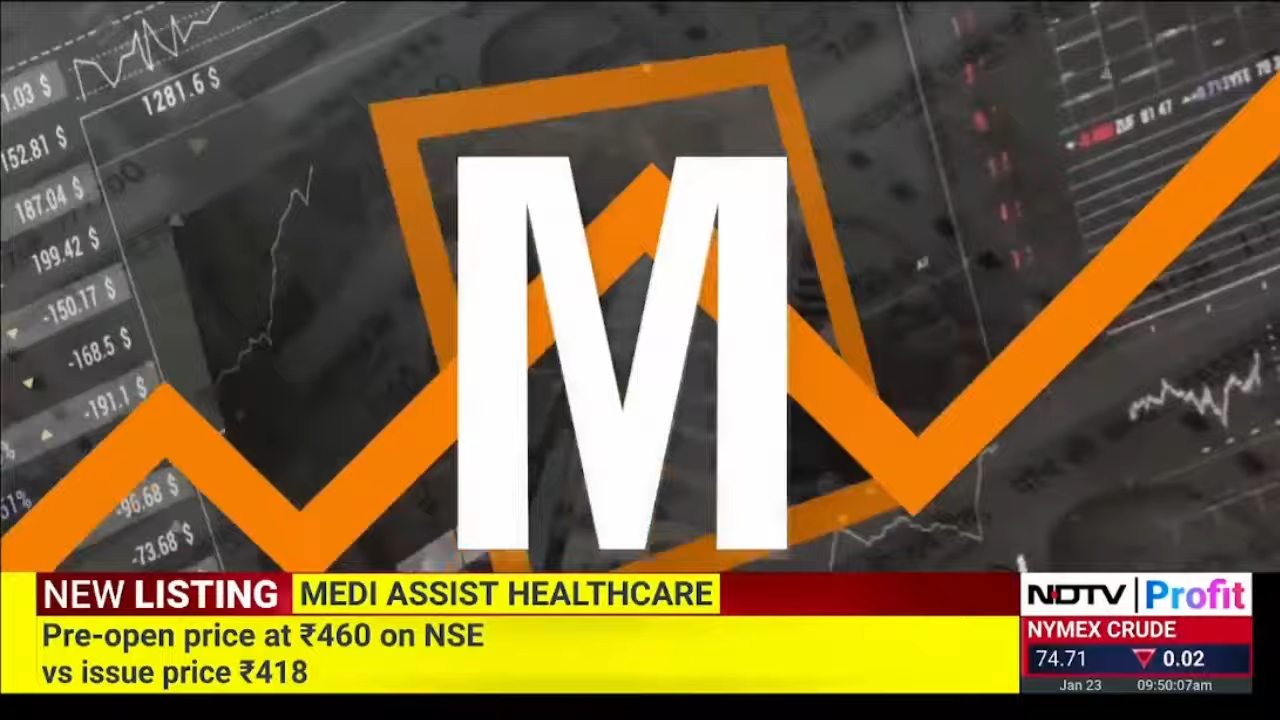 1.03 $
1281.6 $
152.81 $
187.04 $
199.42 $
-150.17 $
-168.5 $
-191.1 $
-96.68 $
-73.68 $
M
NEW LISTING MEDI ASSIST HEALTHCARE
Pre-open price at ₹460 on NSE
vs issue price ₹418
NDTV Profit
NYMEX CRUDE
74.71 ▼ 0.02
Jan 23 09:50:07am